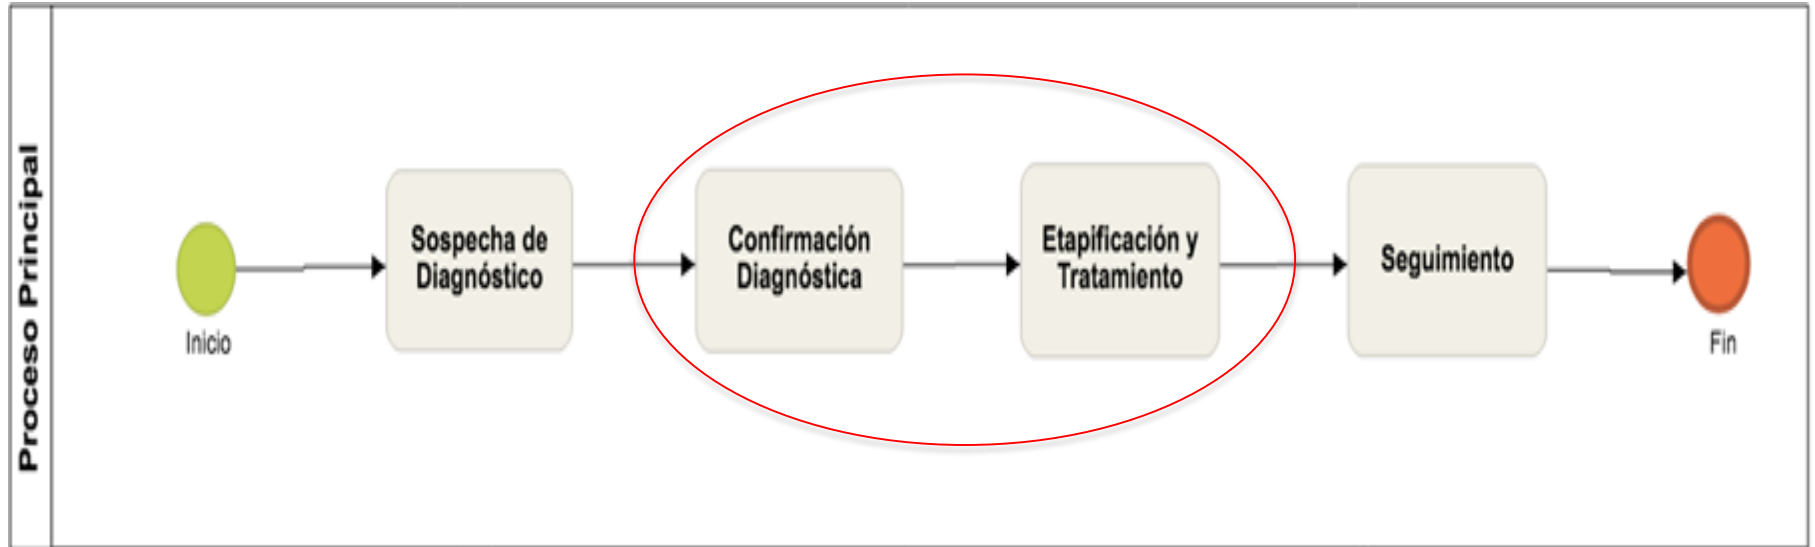 Proceso Principal
Inicio
Sospecha de
Diagnóstico
Confirmación
Diagnóstica
Etapificación y
Tratamiento
Seguimiento
Fin